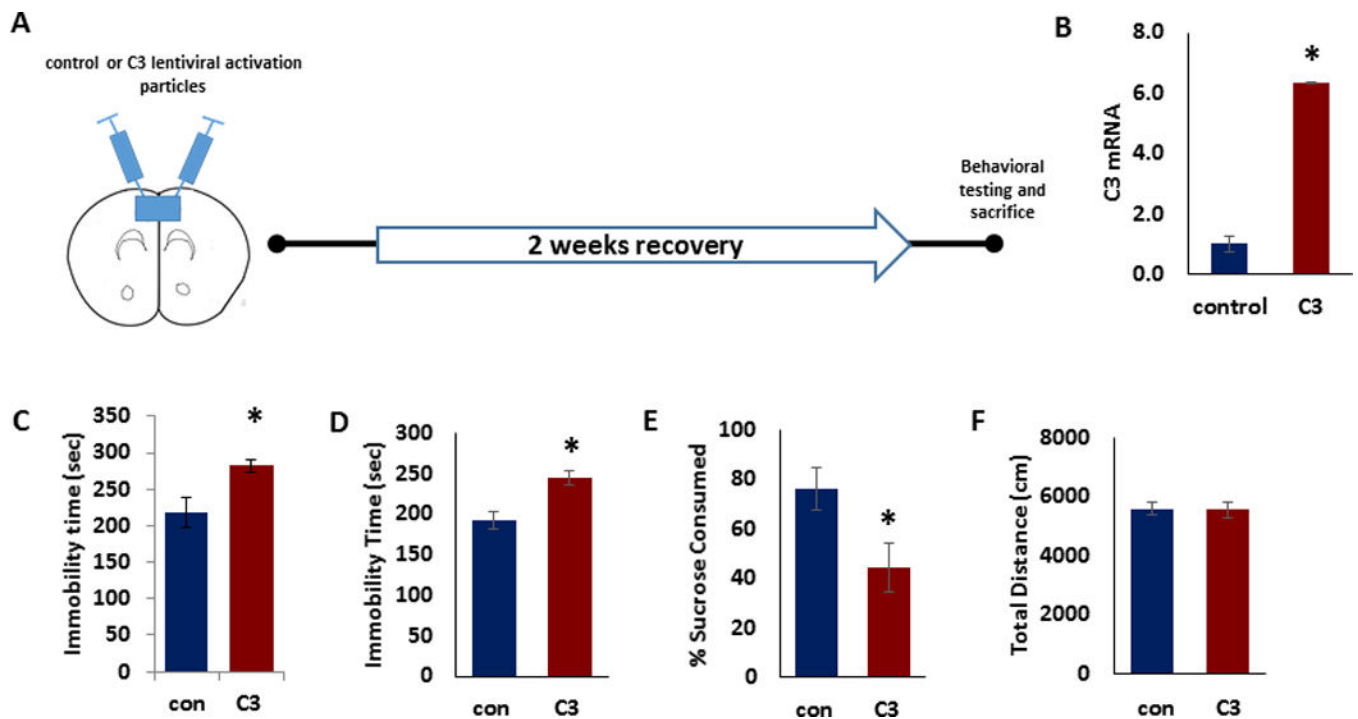 A
control or C3 lentiviral activation
particles
2 weeks recovery
Behavioral
testing and
sacrifice
B
C3 mRNA
8.0
6.0
4.0
2.0
0.0
*
control
C3
C
Immobility time (sec)
350
300
250
200
150
100
50
0
*
con
C3
D
Immobility Time (sec)
300
250
200
150
100
50
0
*
con
C3
E
% Sucrose Consumed
100
80
60
40
20
0
*
con
C3
F
Total Distance (cm)
8000
6000
4000
2000
0
con
C3